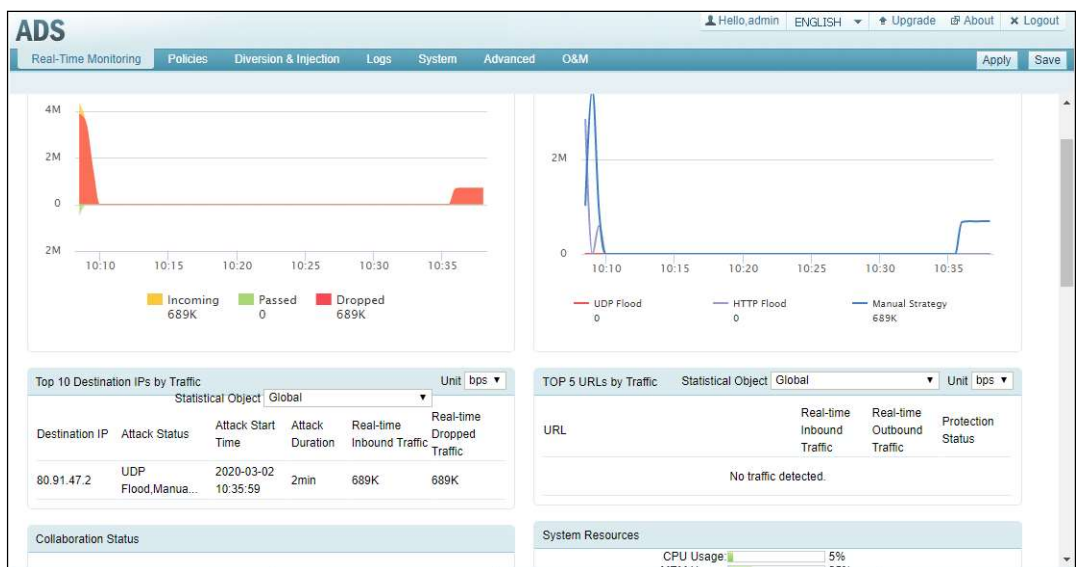 ADS
Hello,admin ENGLISH Upgrade About Logout
Real-Time Monitoring Policies Diversion & Injection Logs System Advanced O&M Apply Save
4M
2M
0
2M
10:10 10:15 10:20 10:25 10:30 10:35
Incoming Passed Dropped
689K 0 689K
2M
0
10:10 10:15 10:20 10:25 10:30 10:35
UDP Flood HTTP Flood Manual Strategy
0 0 689K
Top 10 Destination IPs by Traffic Unit bps
Statistical Object Global
Destination IP Attack Status Attack Start Time Attack Duration Real-time Inbound Traffic Real-time Dropped Traffic
80.91.47.2 UDP Flood,Manua... 2020-03-02 10:35:59 2min 689K 689K
TOP 5 URLs by Traffic Statistical Object Global Unit bps
URL Real-time Inbound Traffic Real-time Outbound Traffic Protection Status
No traffic detected.
Collaboration Status
System Resources
CPU Usage: 5%